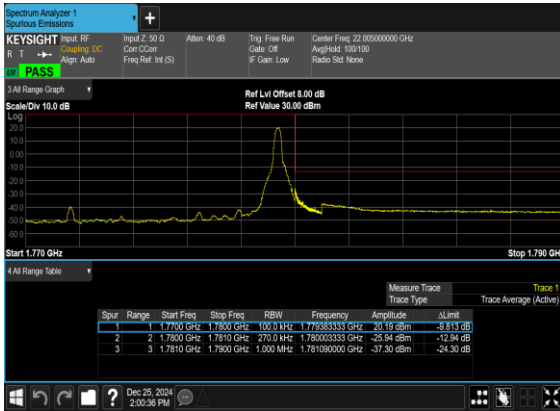 Spectrum Analyzer 1
Spurious Emissions
KEYSIGHT Input: RF Input Z: 50 Ω Atten: 40 dB Trig: Free Run Center Freq: 22.005000000 GHz
R T Coupling: DC Corr CCorr Gate: Off Avg|Hold: 100/100
Align: Auto Freq Ref: Int (S) IF Gain: Low Radio Std: None
PASS
3 All Range Graph
Ref Lvl Offset 8.00 dB
Scale/Div 10.0 dB Ref Value 30.00 dBm
Log
20.0
10.0
0.00
-10.0
-20.0
-30.0
-40.0
-50.0
-60.0
Start 1.770 GHz Stop 1.790 GH
4 All Range Table
Measure Trace Trace 1
Trace Type Trace Average (Active)
Spur Range Start Freq Stop Freq RBW Frequency Amplitude ΔLimit
1 1 1.7700 GHz 1.7800 GHz 100.0 kHz 1.779383333 GHz 20.19 dBm -9.813 dB
2 2 1.7800 GHz 1.7810 GHz 270.0 kHz 1.780003333 GHz -25.94 dBm -12.94 dB
3 3 1.7810 GHz 1.7900 GHz 1.000 MHz 1.781090000 GHz -37.30 dBm -24.30 dB
?
Dec 25, 2024
2:00:36 PM